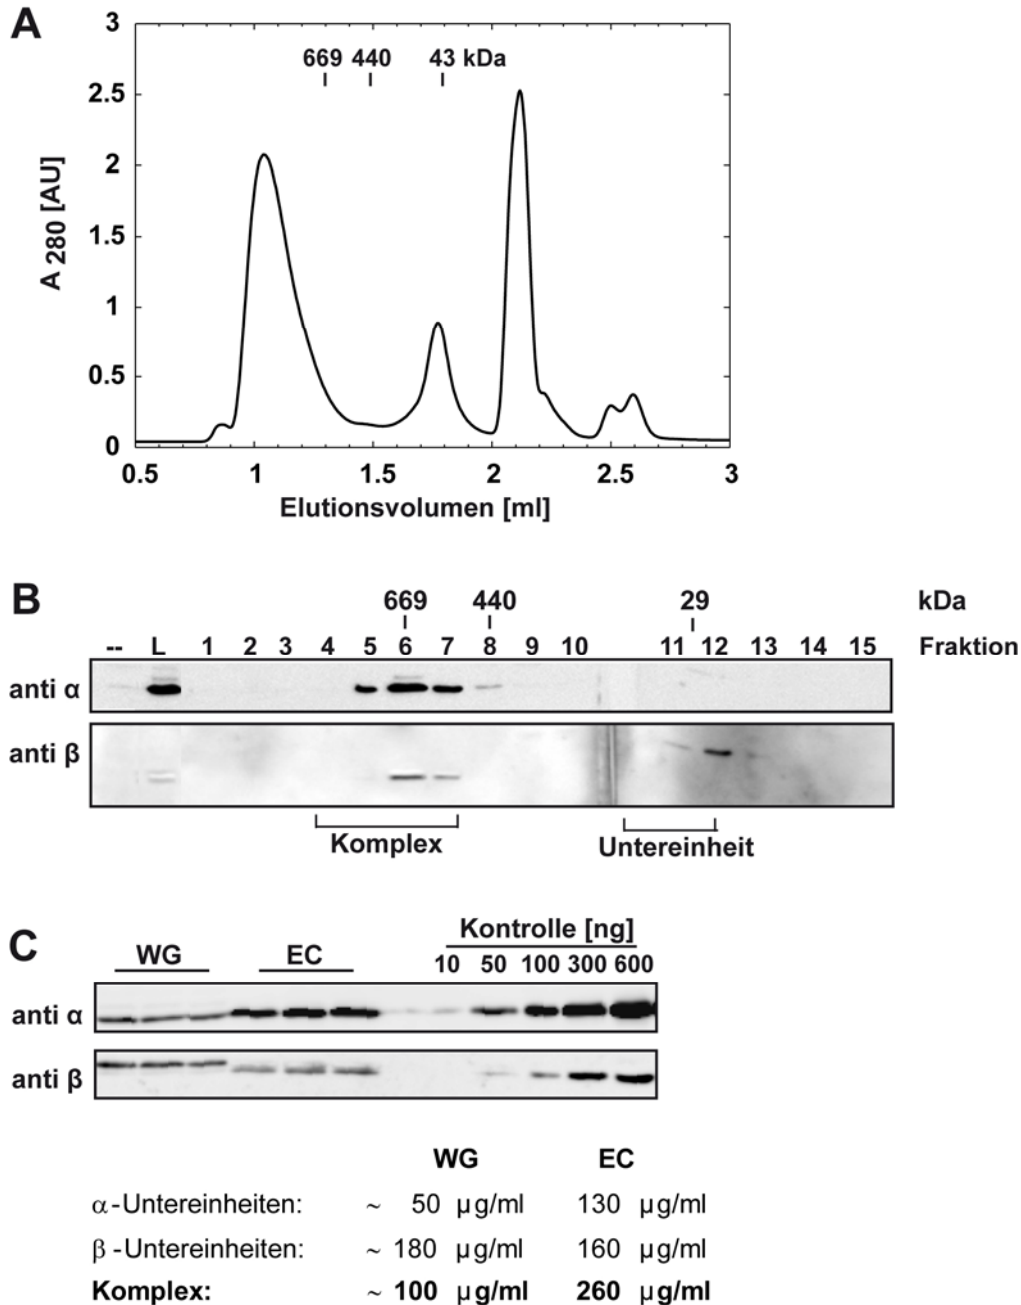 A
3
2.5
2
1.5
1
0.5
0
A 280 [AU]
669 440 43 kDa
0.5 1 1.5 2 2.5 3
Elutionsvolumen [ml]
B
669 440 29 kDa
-- L 1 2 3 4 5 6 7 8 9 10 11 12 13 14 15 Fraktion
anti α
anti β
Komplex Untereinheit
C
Kontrolle [ng]
WG EC 10 50 100 300 600
anti α
anti β
WG EC
α-Untereinheiten: ~ 50 µg/ml 130 µg/ml
β-Untereinheiten: ~ 180 µg/ml 160 µg/ml
Komplex: ~ 100 µg/ml 260 µg/ml